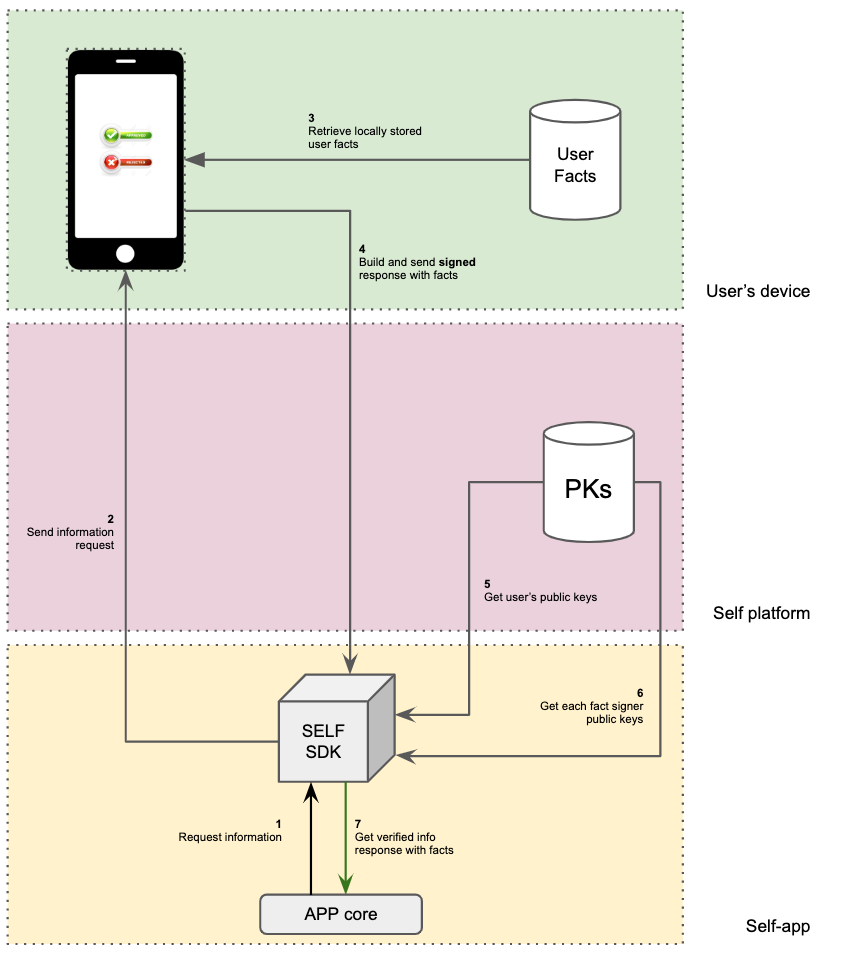 3
Retrieve locally stored
user facts
User
Facts
4
Build and send signed
response with facts
User's device
PKs
2
Send information
request
5
Get user's public keys
Self platform
6
Get each fact signer
public keys
SELF
SDK
1
Request information
7
Get verified info
response with facts
APP core
Self-app